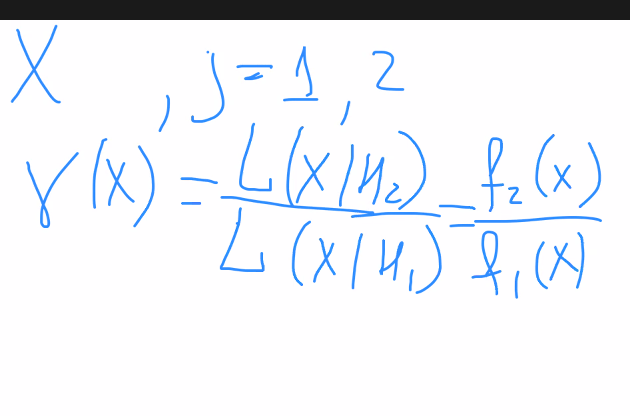 X , j = 1, 2
γ(X) = L(X|H₂) / L(X|H₁) = f₂(x) / f₁(x)